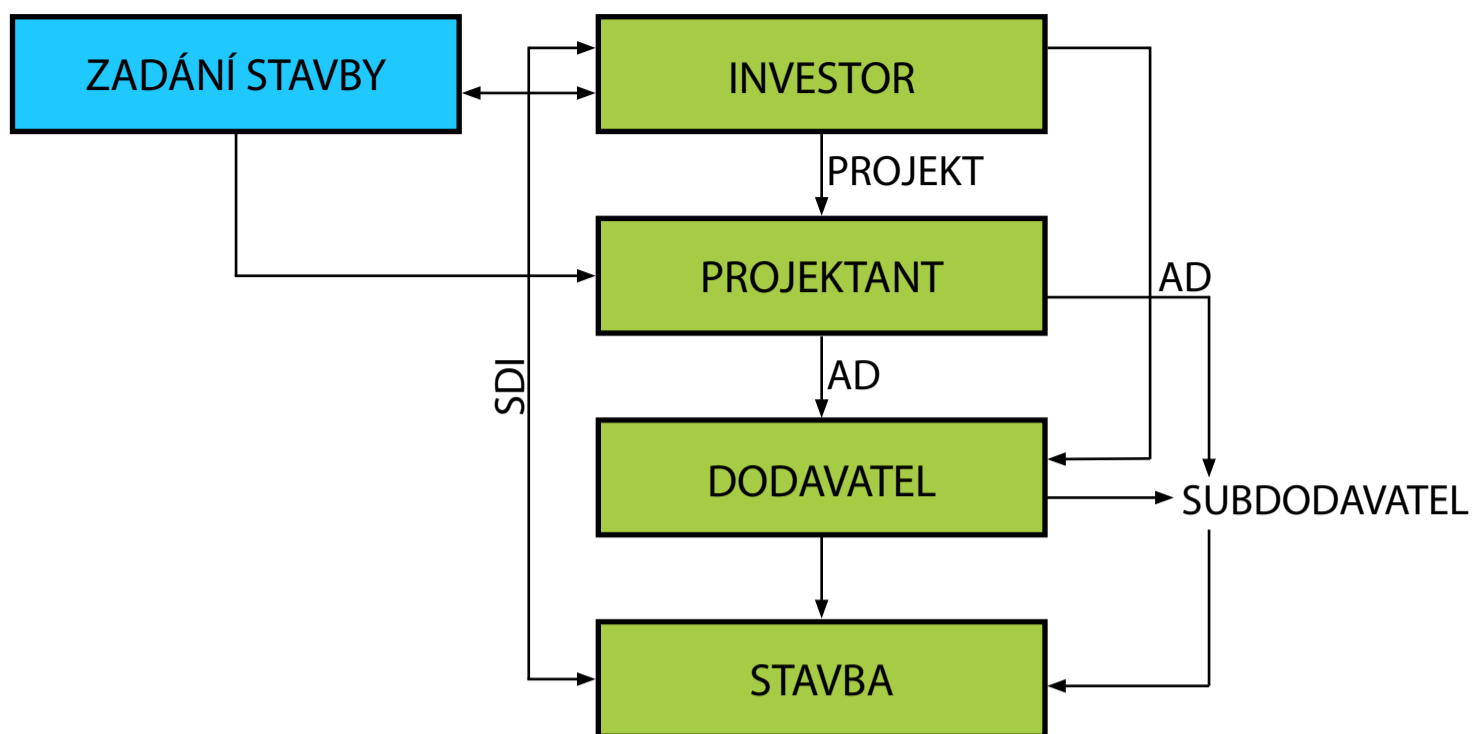 ZADÁNÍ STAVBY
INVESTOR
PROJEKT
PROJEKTANT
AD
SDI
AD
DODAVATEL
SUBDODAVATEL
STAVBA